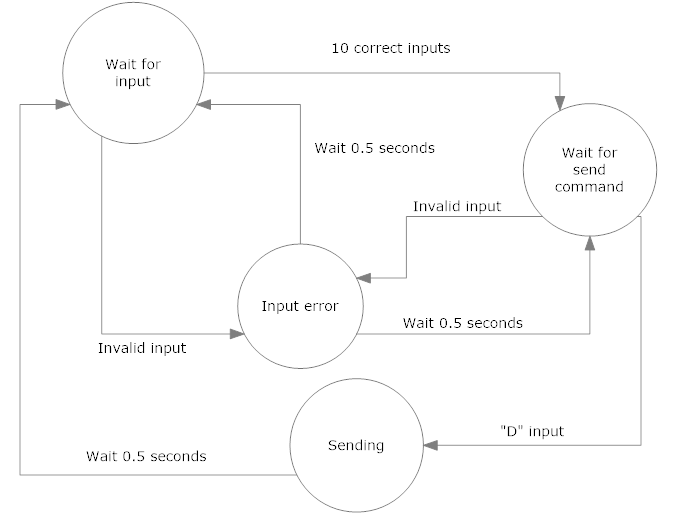 Wait for
input
10 correct inputs
Wait 0.5 seconds
Wait for
send
command
Invalid input
Input error
Wait 0.5 seconds
Invalid input
"D" input
Sending
Wait 0.5 seconds